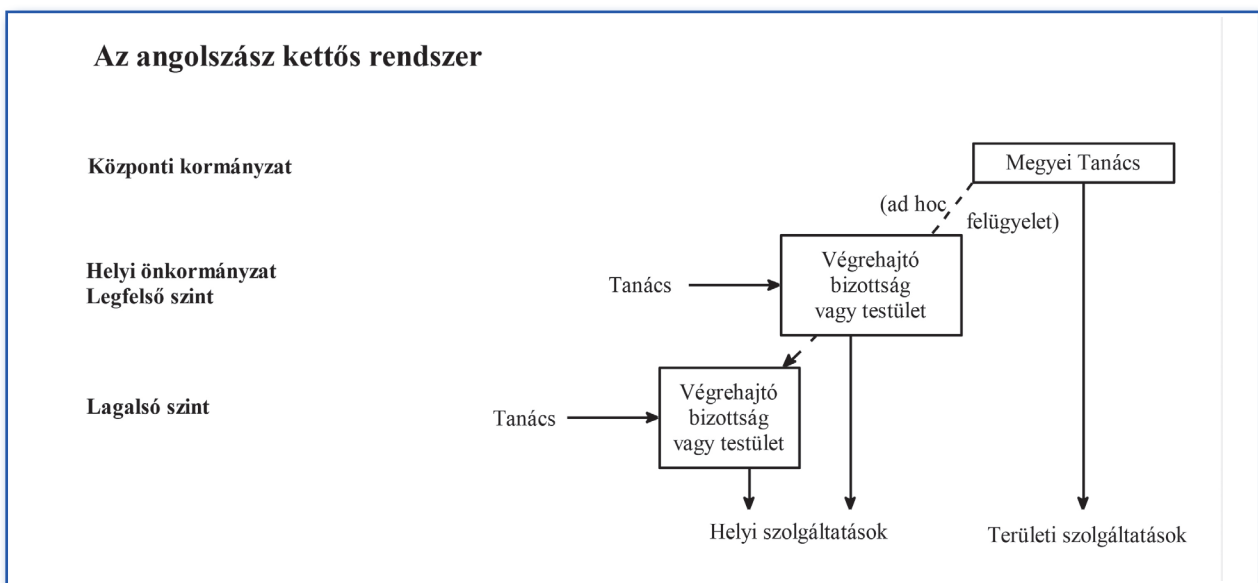 Az angolszász kettős rendszer
Központi kormányzat
Megyei Tanács
(ad hoc
felügyelet)
Helyi önkormányzat
Legfelső szint
Tanács
Végrehajtó
bizottság
vagy testület
Lagalsó szint
Tanács
Végrehajtó
bizottság
vagy testület
Helyi szolgáltatások
Területi szolgáltatások